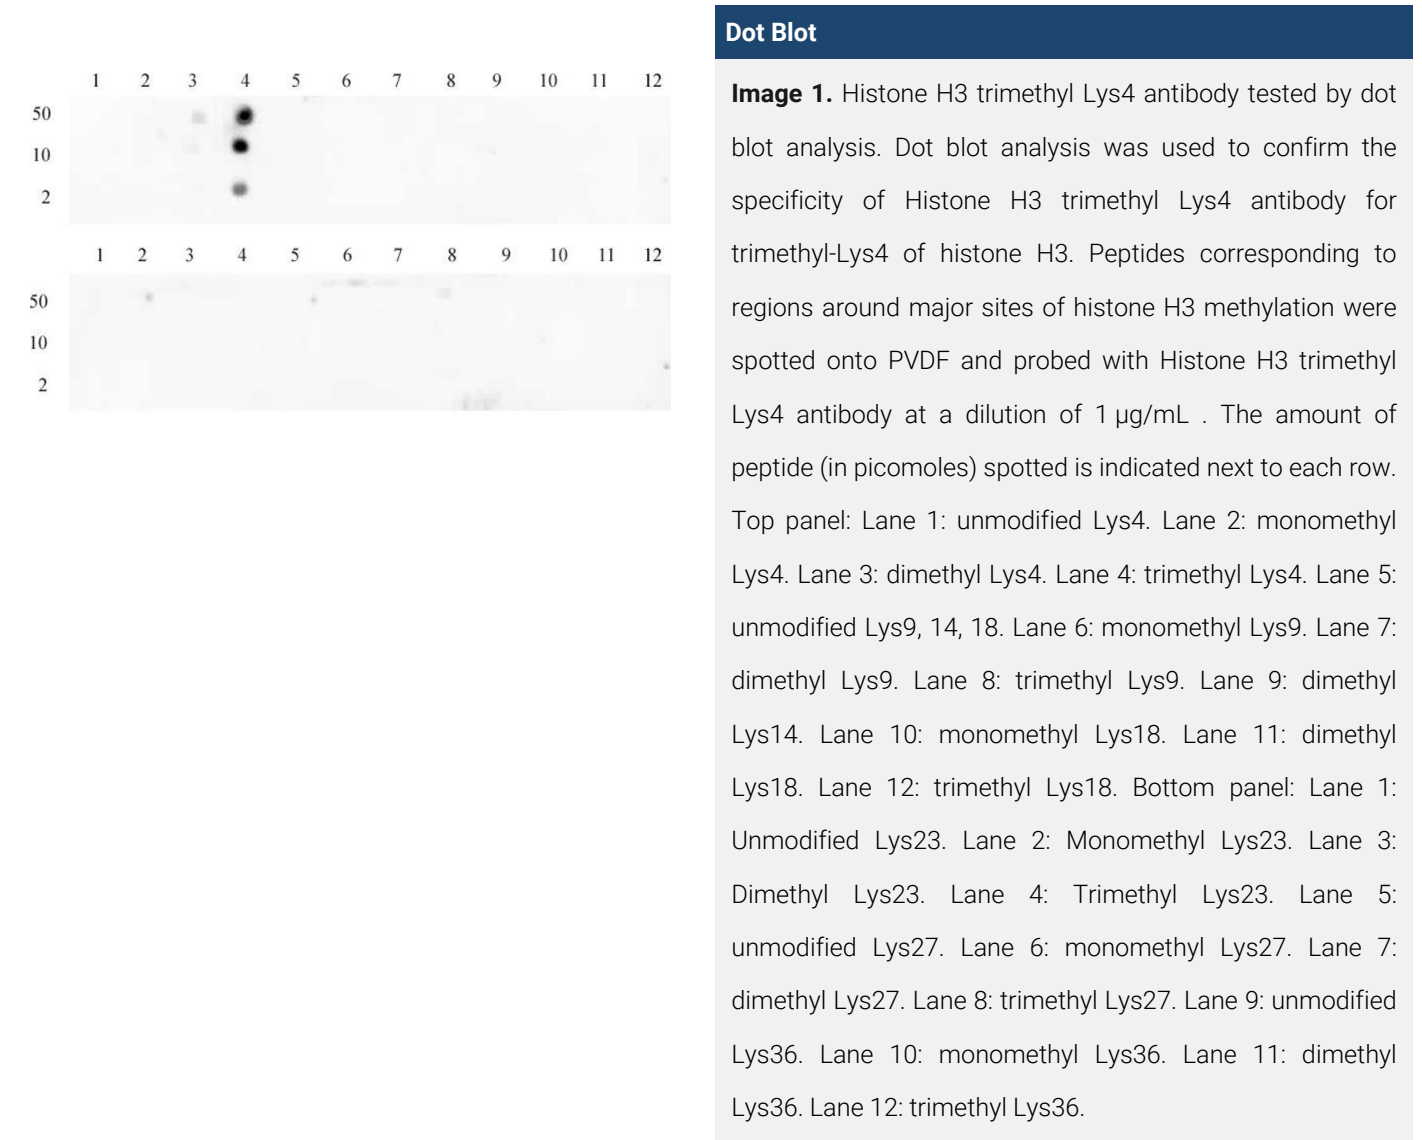 1 2 3 4 5 6 7 8 9 10 11 12
50
10
2
1 2 3 4 5 6 7 8 9 10 11 12
50
10
2
Dot Blot
Image 1. Histone H3 trimethyl Lys4 antibody tested by dot
blot analysis. Dot blot analysis was used to confirm the
specificity of Histone H3 trimethyl Lys4 antibody for
trimethyl-Lys4 of histone H3. Peptides corresponding to
regions around major sites of histone H3 methylation were
spotted onto PVDF and probed with Histone H3 trimethyl
Lys4 antibody at a dilution of 1 µg/mL . The amount of
peptide (in picomoles) spotted is indicated next to each row.
Top panel: Lane 1: unmodified Lys4. Lane 2: monomethyl
Lys4. Lane 3: dimethyl Lys4. Lane 4: trimethyl Lys4. Lane 5:
unmodified Lys9, 14, 18. Lane 6: monomethyl Lys9. Lane 7:
dimethyl Lys9. Lane 8: trimethyl Lys9. Lane 9: dimethyl
Lys14. Lane 10: monomethyl Lys18. Lane 11: dimethyl
Lys18. Lane 12: trimethyl Lys18. Bottom panel: Lane 1:
Unmodified Lys23. Lane 2: Monomethyl Lys23. Lane 3:
Dimethyl Lys23. Lane 4: Trimethyl Lys23. Lane 5:
unmodified Lys27. Lane 6: monomethyl Lys27. Lane 7:
dimethyl Lys27. Lane 8: trimethyl Lys27. Lane 9: unmodified
Lys36. Lane 10: monomethyl Lys36. Lane 11: dimethyl
Lys36. Lane 12: trimethyl Lys36.